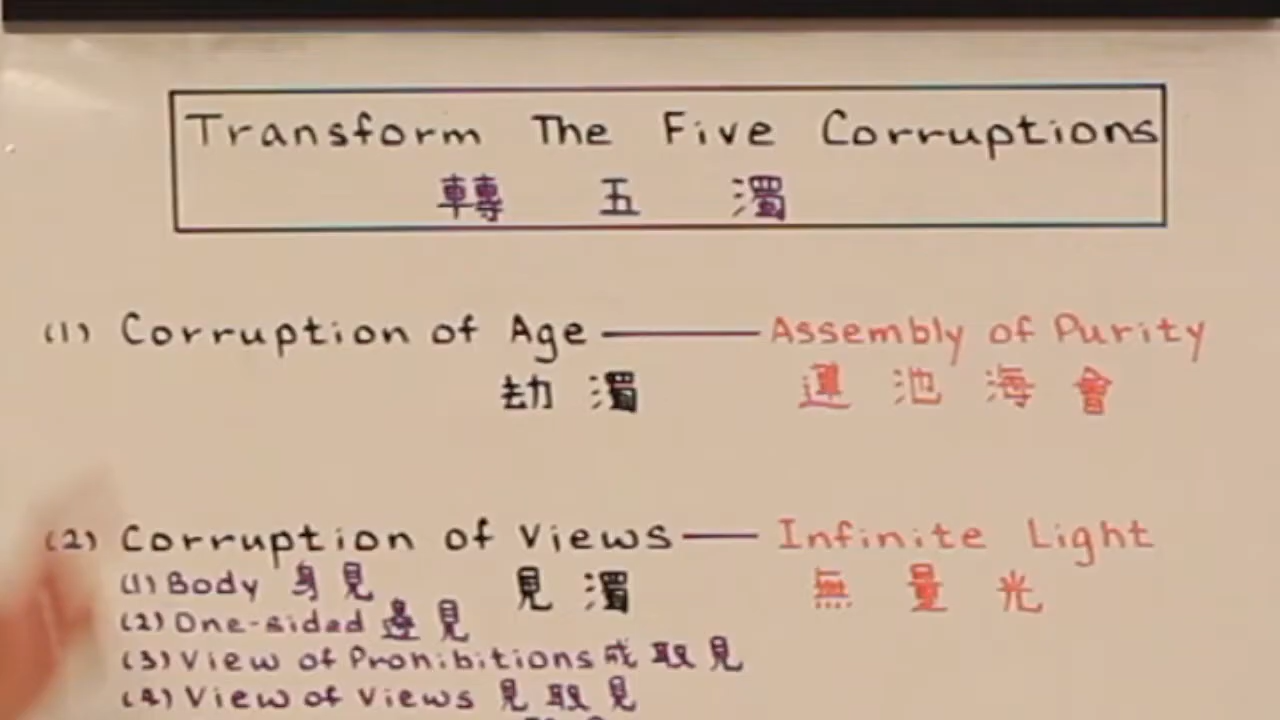 Transform The Five Corruptions
轉 五 濁
(1) Corruption of Age — Assembly of Purity
劫 濁 蓮 池 海 會
(2) Corruption of Views — Infinite Light
見 濁 無 量 光
(1) Body 身 見
(2) One-sided 邊 見
(3) View of Prohibitions 戒 取 見
(4) View of Views 見 取 見